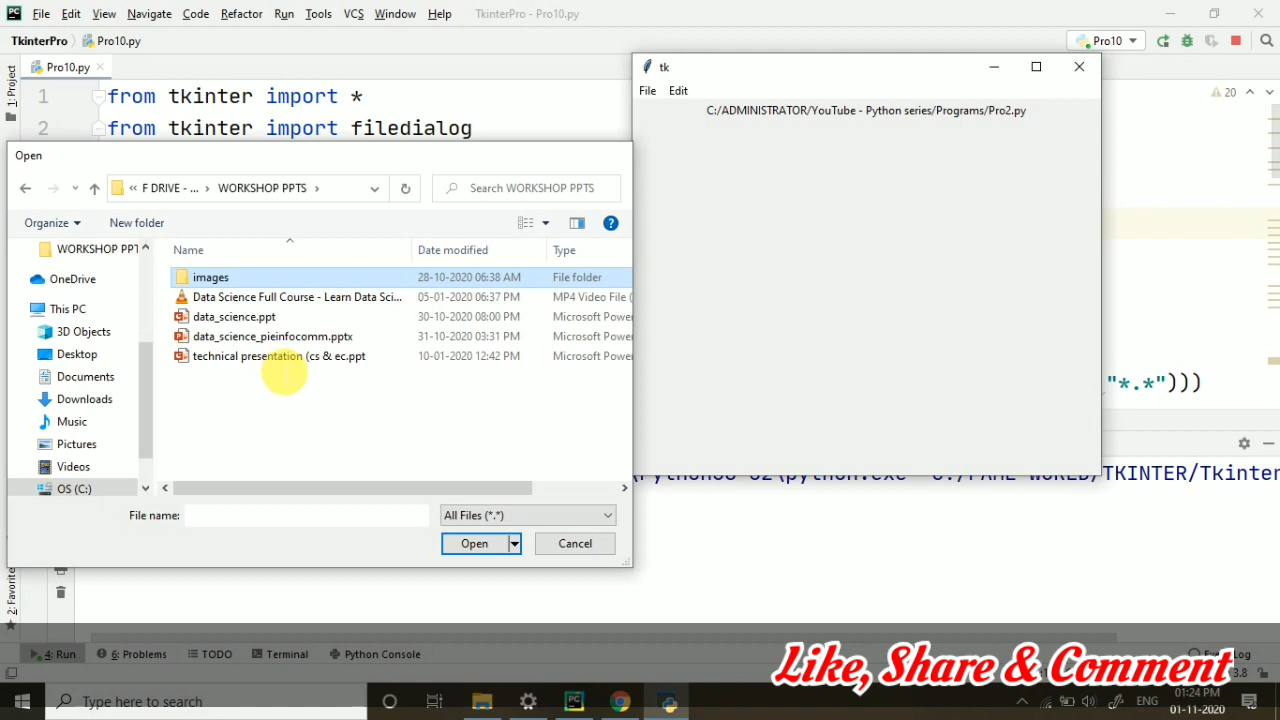 File Edit View Navigate Code Refactor Run Tools VCS Window Help TkinterPro - Pro10.py
TkinterPro Pro10.py Pro10
Pro10.py
1: Project
1 from tkinter import *
2 from tkinter import filedialog
20
tk
File Edit
C:/ADMINISTRATOR/YouTube - Python series/Programs/Pro2.py
Open
« F DRIVE - ... › WORKSHOP PPTS › Search WORKSHOP PPTS
Organize New folder
Name Date modified Type
WORKSHOP PPT
OneDrive
This PC
3D Objects
Desktop
Documents
Downloads
Music
Pictures
Videos
OS (C:)
images 28-10-2020 06:38 AM File folder
Data Science Full Course - Learn Data Sci... 05-01-2020 06:37 PM MP4 Video File (
data_science.ppt 30-10-2020 08:00 PM Microsoft Power
data_science_pieinfocomm.pptx 31-10-2020 03:31 PM Microsoft Power
technical presentation (cs & ec.ppt 10-01-2020 12:42 PM Microsoft Power
File name: All Files (*.*)
Open Cancel
"*.*")))
2: Favorite
4: Run 6: Problems TODO Terminal Python Console
3.8
Like, Share & Comment
Type here to search
ENG
01:24 PM
01-11-2020